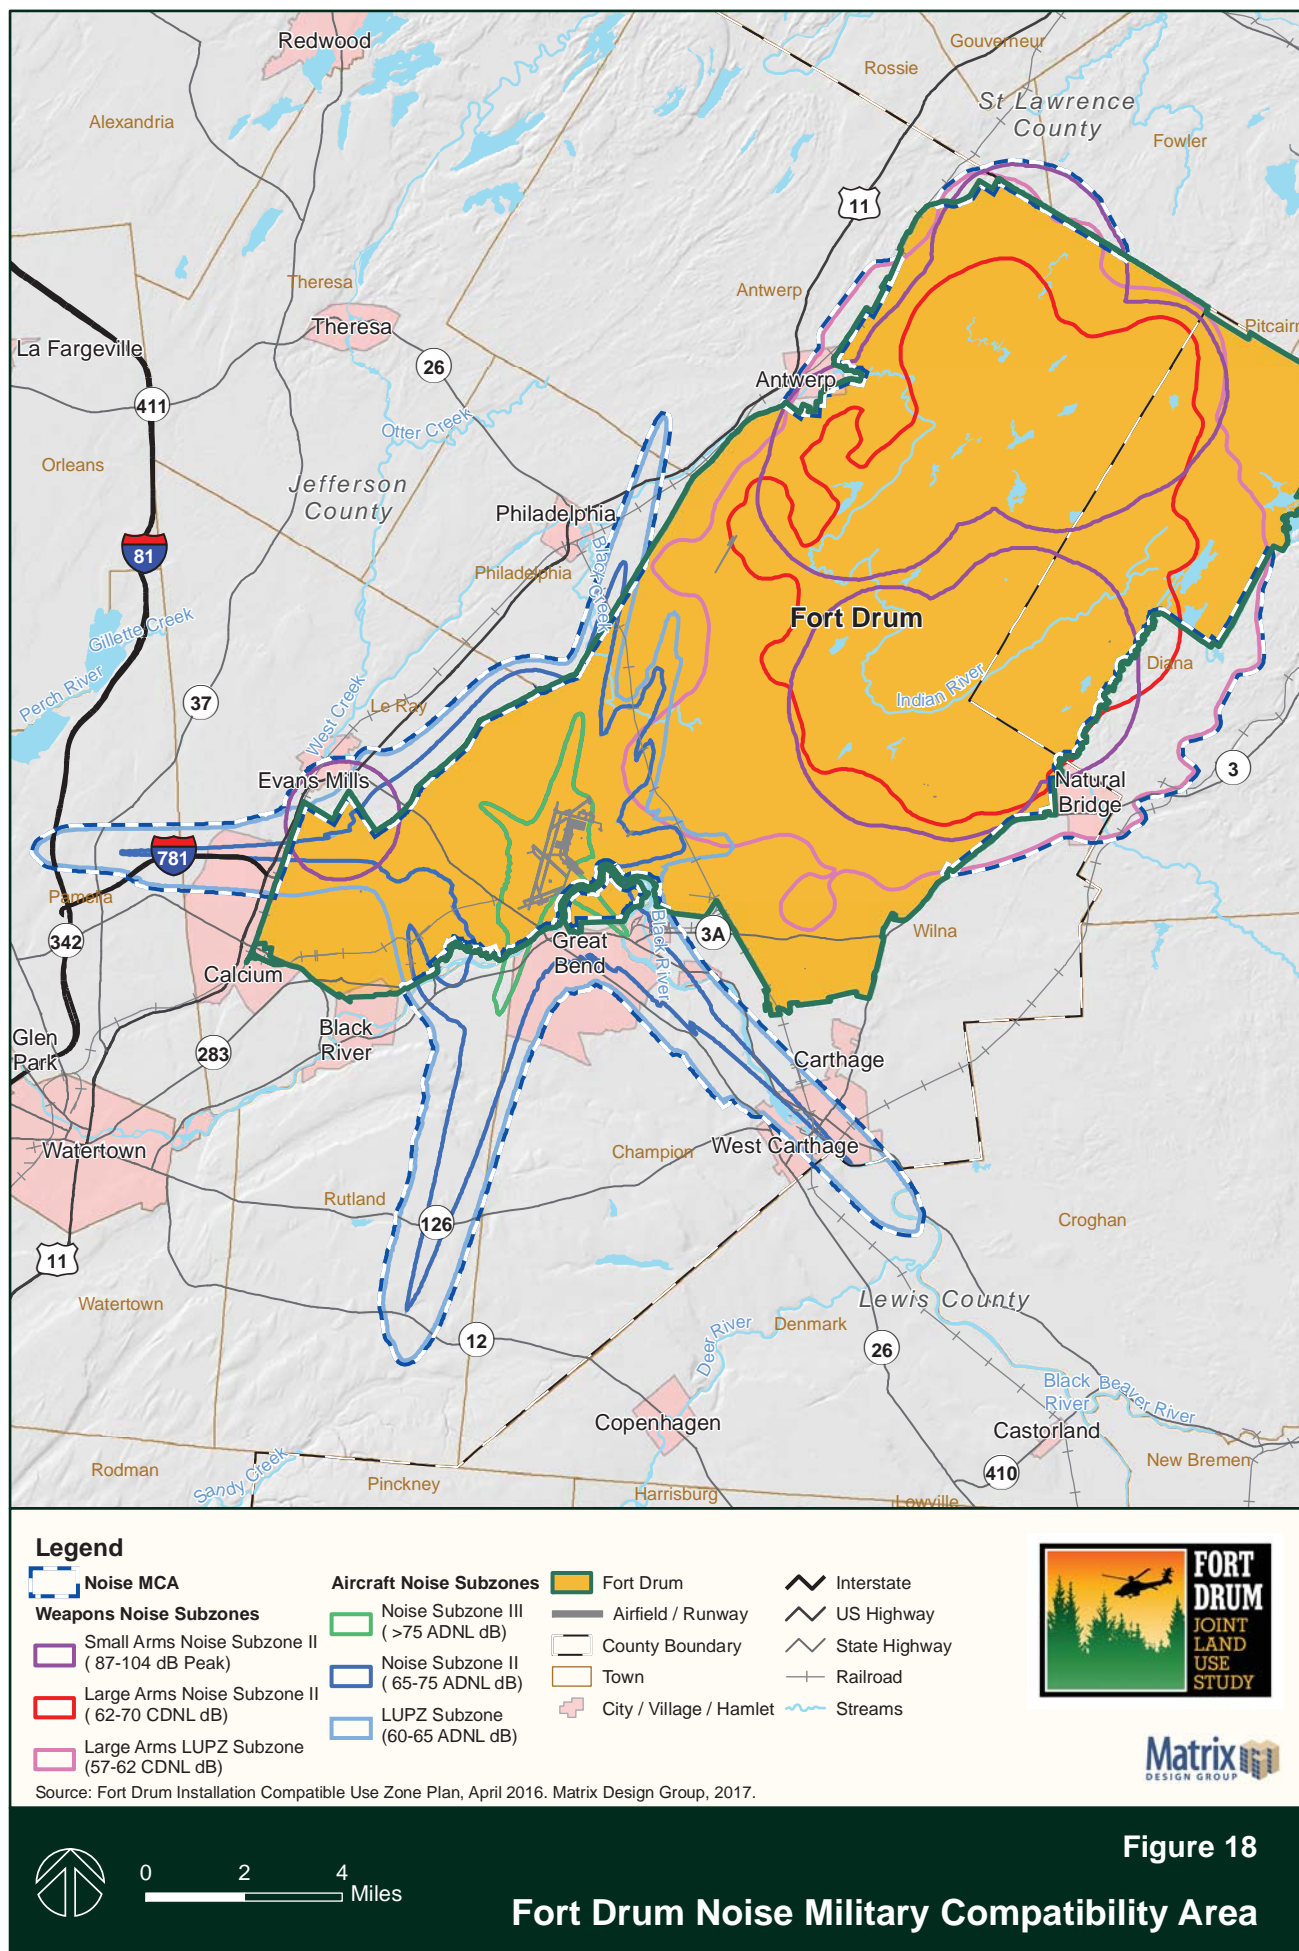 Redwood
Gouverneur
Rossie
St Lawrence
County
Alexandria
Fowler
11
Theresa
Antwerp
Theresa
Pitcairn
La Fargeville
26
Antwerp
411
Otter Creek
Orleans
Jefferson
County
Philadelphia
81
Black Creek
Philadelphia
Fort Drum
Gillette Creek
Perch River
Diana
Indian River
37
West Creek
Le Ray
3
Evans Mills
Natural
Bridge
781
Pamelia
342
3A
Wilna
Great
Bend
Black River
Calcium
Black
River
Glen
Park
283
Carthage
Watertown
Champion
West Carthage
Rutland
126
Croghan
11
Watertown
Lewis County
Denmark
Deer River
12
26
Black
River
Beaver River
Copenhagen
Castorland
Rodman
Sandy Creek
Pinckney
410
New Bremen
Harrisburg
Lowville
Legend
Noise MCA
Weapons Noise Subzones
Small Arms Noise Subzone II
( 87-104 dB Peak)
Large Arms Noise Subzone II
( 62-70 CDNL dB)
Large Arms LUPZ Subzone
(57-62 CDNL dB)
Aircraft Noise Subzones
Noise Subzone III
( >75 ADNL dB)
Noise Subzone II
( 65-75 ADNL dB)
LUPZ Subzone
(60-65 ADNL dB)
Fort Drum
Airfield / Runway
County Boundary
Town
City / Village / Hamlet
Interstate
US Highway
State Highway
Railroad
Streams
FORT
DRUM
JOINT
LAND
USE
STUDY
Matrix
DESIGN GROUP
Source: Fort Drum Installation Compatible Use Zone Plan, April 2016. Matrix Design Group, 2017.
0 2 4
Miles
Figure 18
Fort Drum Noise Military Compatibility Area